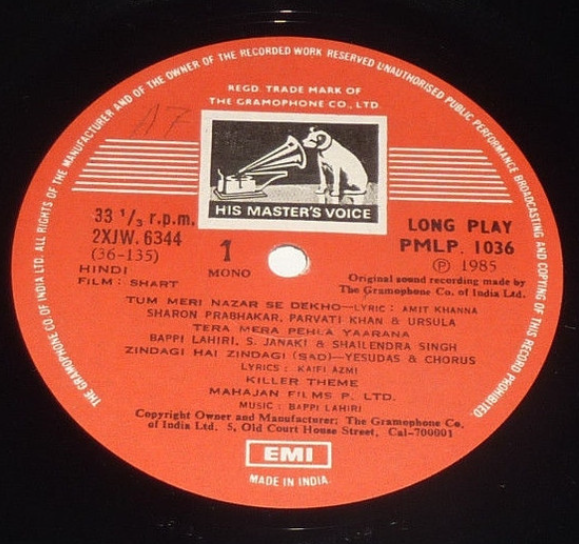 THE GRAMOPHONE CO OF INDIA LTD. ALL RIGHTS OF THE MANUFACTURER AND OF THE OWNER OF THE RECORDED WORK RESERVED UNAUTHORISED PUBLIC PERFORMANCE BROADCASTING AND COPYING OF THIS RECORD PROHIBITED.
A7
REGD. TRADE MARK OF
THE GRAMOPHONE CO., LTD.
HIS MASTER'S VOICE
33 1/3 r.p.m.
2XJW. 6344
(36-135)
HINDI
FILM: SHART
1
MONO
LONG PLAY
PMLP. 1036
Ⓟ 1985
Original sound recording made by
The Gramophone Co. of India Ltd.
TUM MERI NAZAR SE DEKHO—LYRIC: AMIT KHANNA
SHARON PRABHAKAR, PARVATI KHAN & URSULA
TERA MERA PEHLA YAARANA
BAPPI LAHIRI, S. JANAKI & SHAILENDRA SINGH
ZINDAGI HAI ZINDAGI (SAD)—YESUDAS & CHORUS
LYRICS: KAIFI AZMI
KILLER THEME
MAHAJAN FILMS P. LTD.
MUSIC: BAPPI LAHIRI
Copyright Owner and Manufacturer; The Gramophone Co.
of India Ltd. 5, Old Court House Street, Cal-700001
EMI
MADE IN INDIA